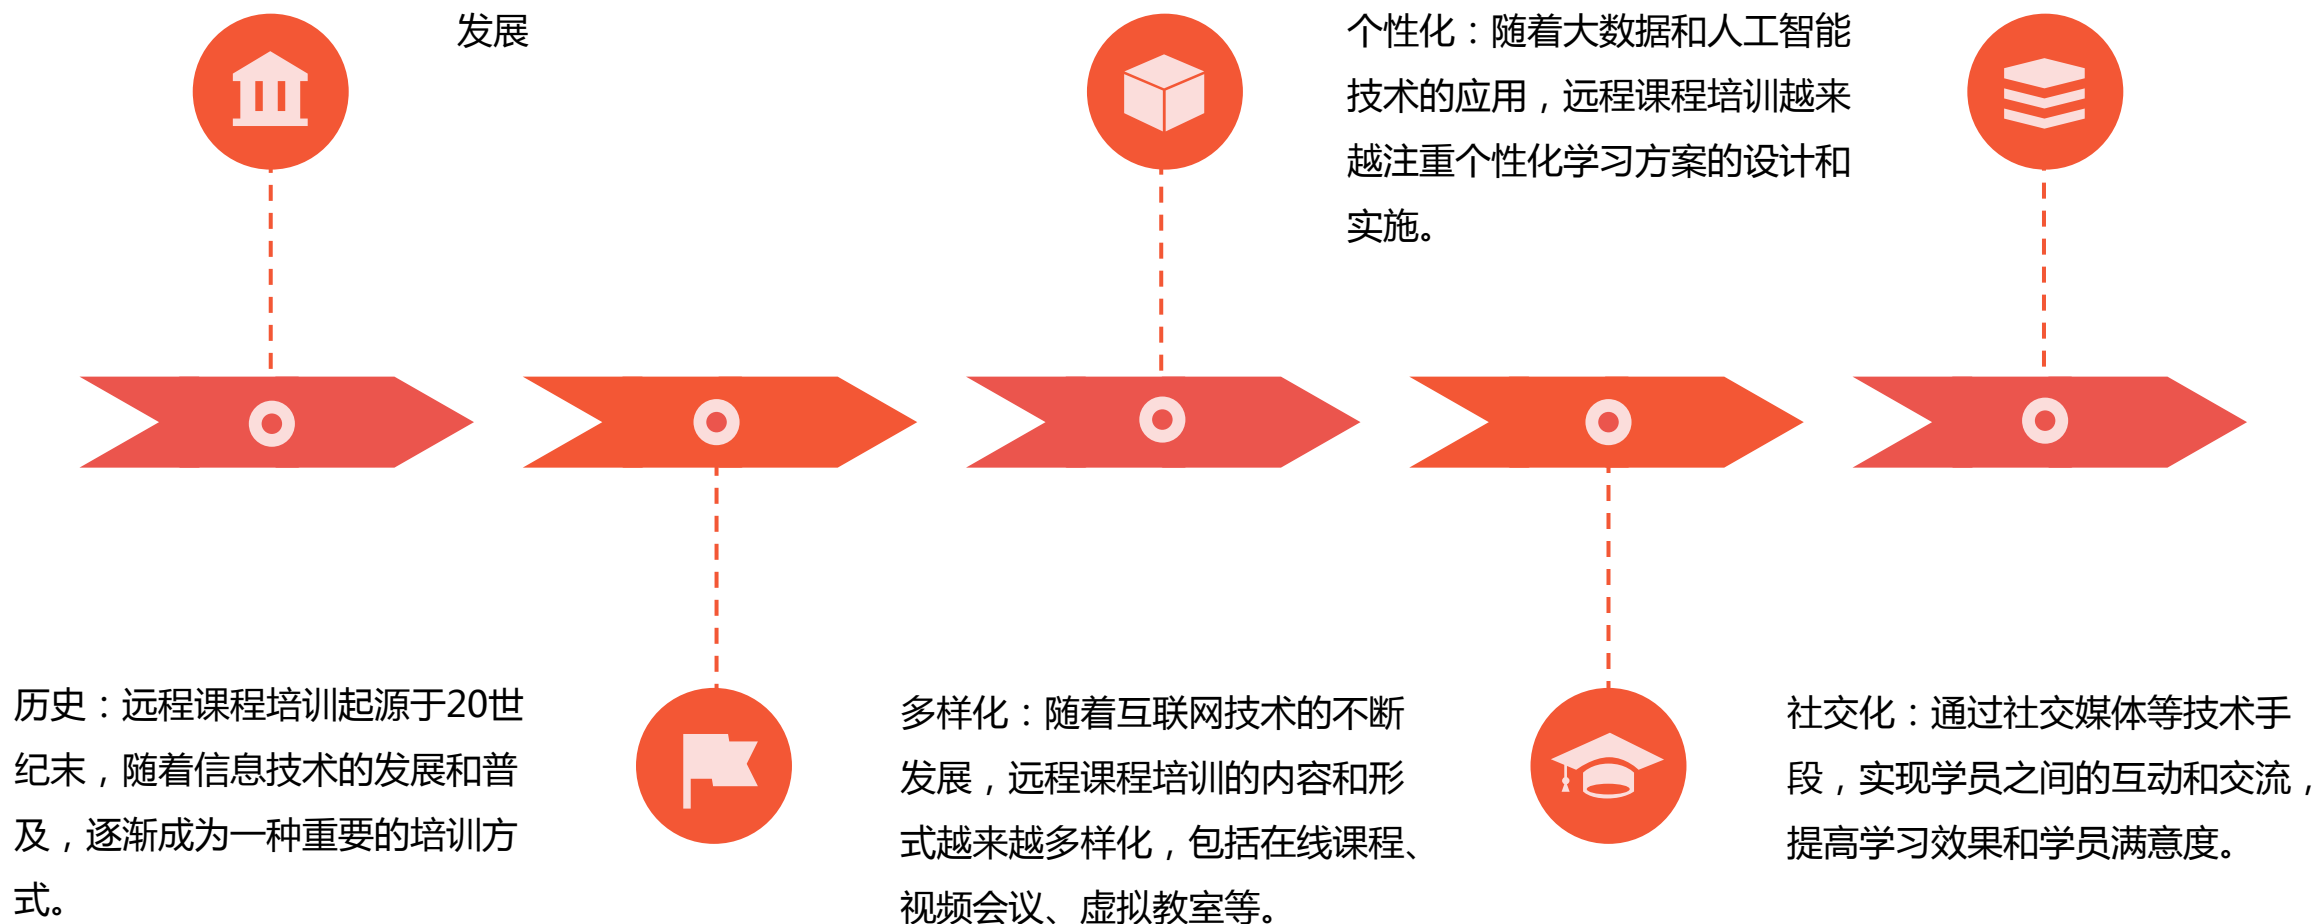 历史：远程课程培训起源于20世
纪末，随着信息技术的发展和普
及，逐渐成为一种重要的培训方
式。
发展
多样化：随着互联网技术的不断
发展，远程课程培训的内容和形
式越来越多样化，包括在线课程、
视频会议、虚拟教室等。
个性化：随着大数据和人工智能
技术的应用，远程课程培训越来
越注重个性化学习方案的设计和
实施。
社交化：通过社交媒体等技术手
段，实现学员之间的互动和交流，
提高学习效果和学员满意度。